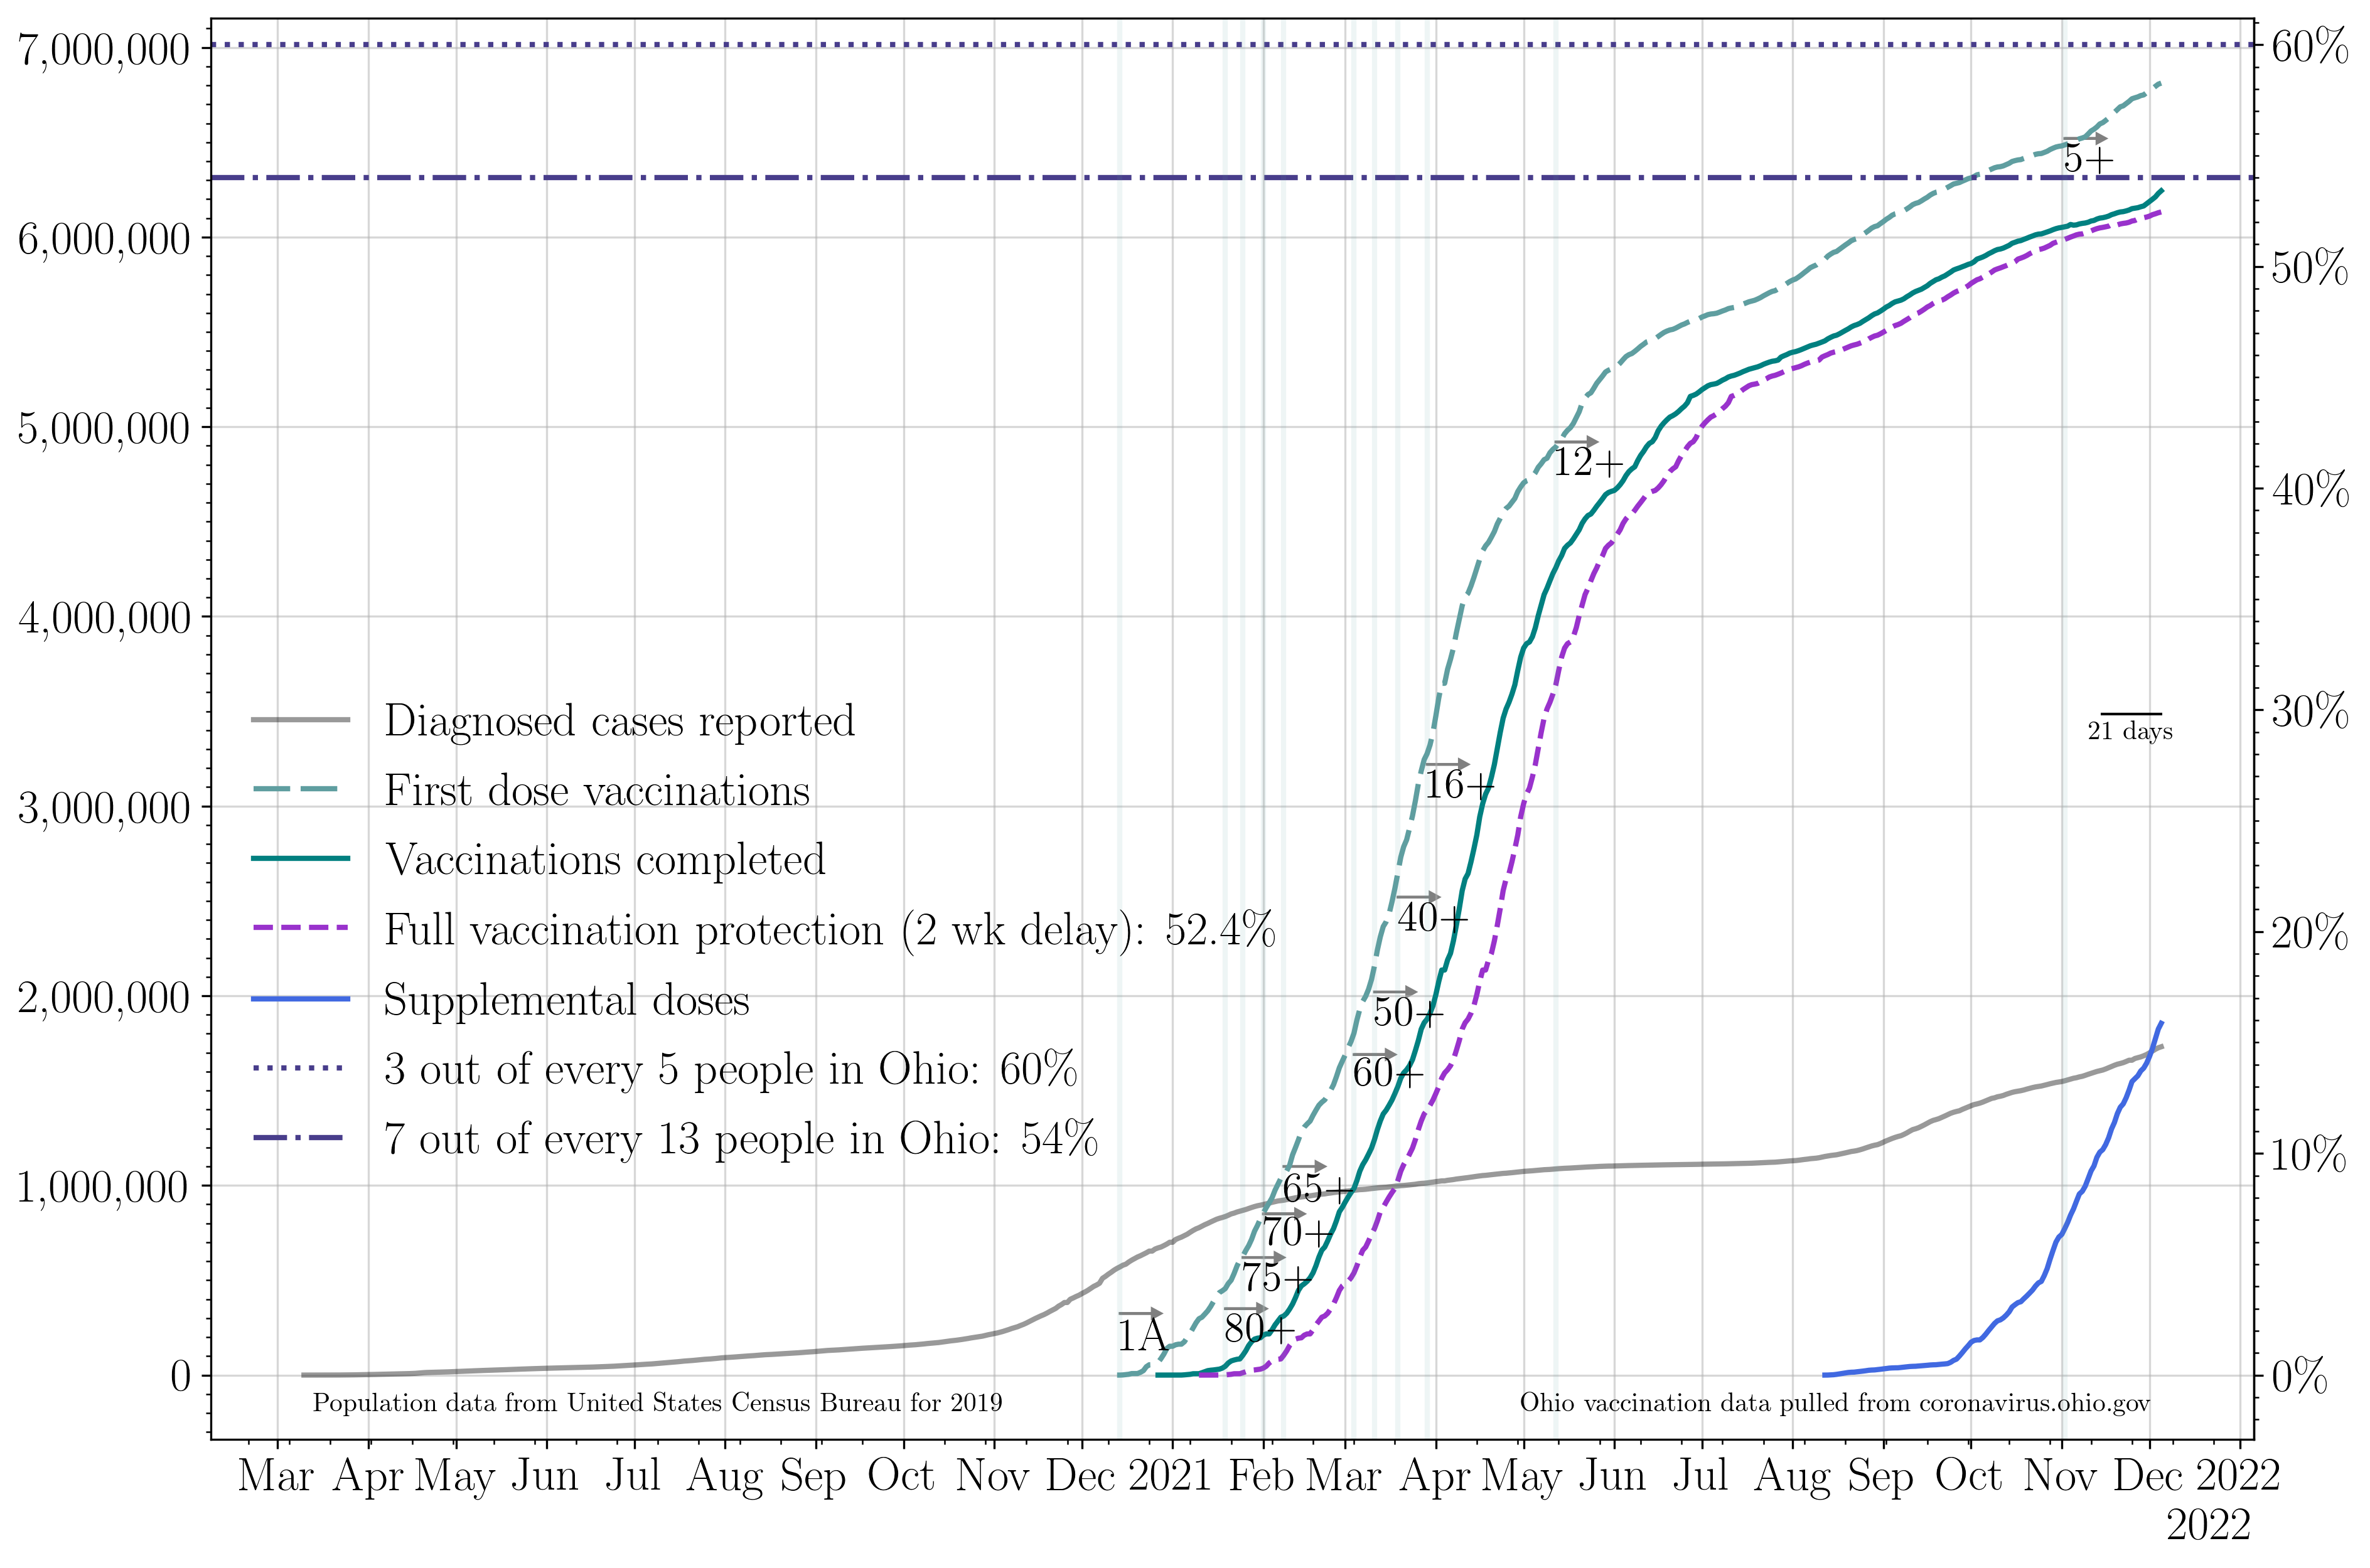 7,000,000
6,000,000
5,000,000
4,000,000
3,000,000
2,000,000
1,000,000
0
60%
50%
40%
30%
20%
10%
0%
5+
12+
16+
40+
50+
60+
65+
70+
75+
80+
1A
21 days
Diagnosed cases reported
First dose vaccinations
Vaccinations completed
Full vaccination protection (2 wk delay): 52.4%
Supplemental doses
3 out of every 5 people in Ohio: 60%
7 out of every 13 people in Ohio: 54%
Population data from United States Census Bureau for 2019
Ohio vaccination data pulled from coronavirus.ohio.gov
Mar Apr May Jun Jul Aug Sep Oct Nov Dec 2021 Feb Mar Apr May Jun Jul Aug Sep Oct Nov Dec 2022
2022